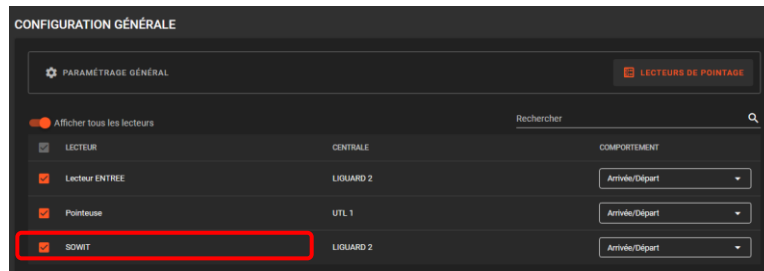 CONFIGURATION GÉNÉRALE
PARAMÉTRAGE GÉNÉRAL
LECTEURS DE POINTAGE
Afficher tous les lecteurs
Rechercher
LECTEUR CENTRALE COMPORTEMENT
Lecteur ENTREE LIGUARD 2 Arrivée/Départ
Pointeuse UTL 1 Arrivée/Départ
SOWIT LIGUARD 2 Arrivée/Départ